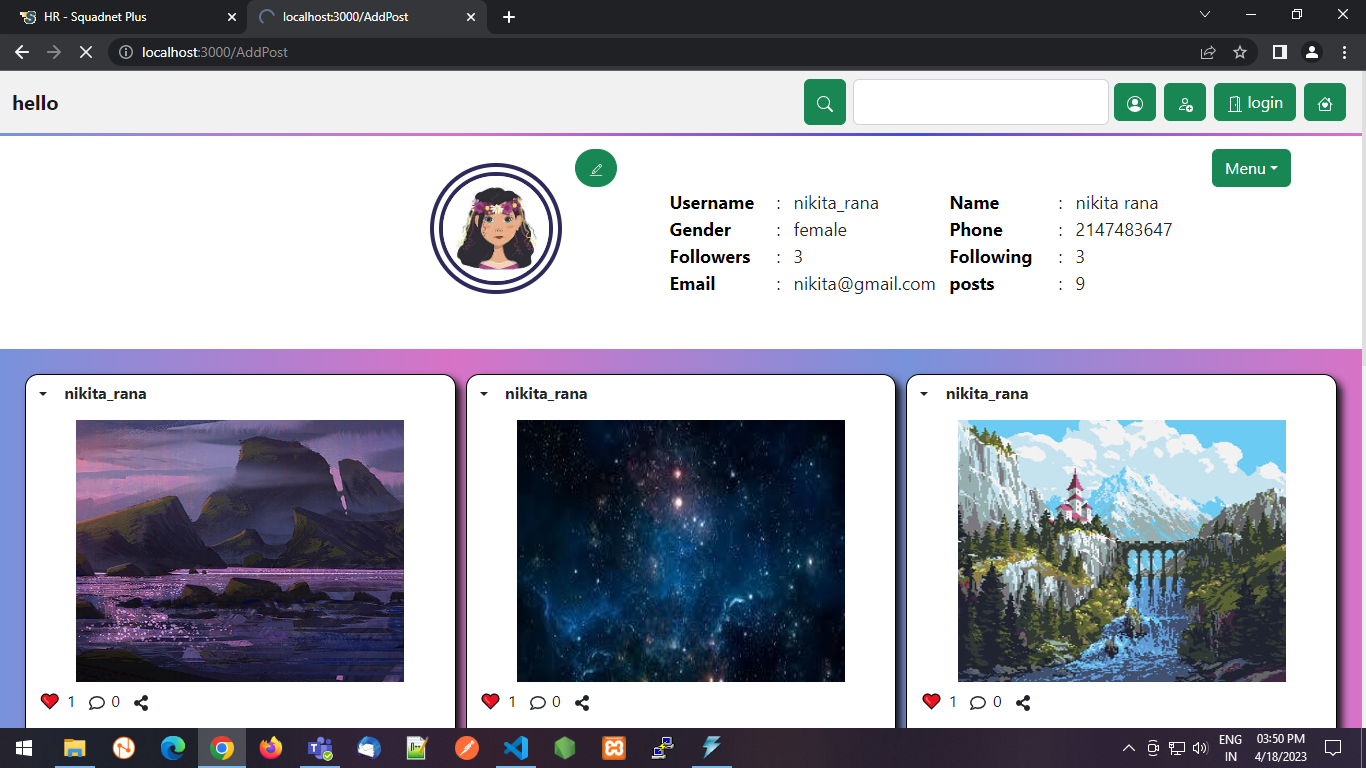 HR - Squadnet Plus
localhost:3000/AddPost
localhost:3000/AddPost
hello
login
Menu
Username : nikita_rana Name : nikita rana
Gender : female Phone : 2147483647
Followers : 3 Following : 3
Email : nikita@gmail.com posts : 9
nikita_rana
nikita_rana
nikita_rana
1 0
1 0
1 0
ENG
IN
03:50 PM
4/18/2023